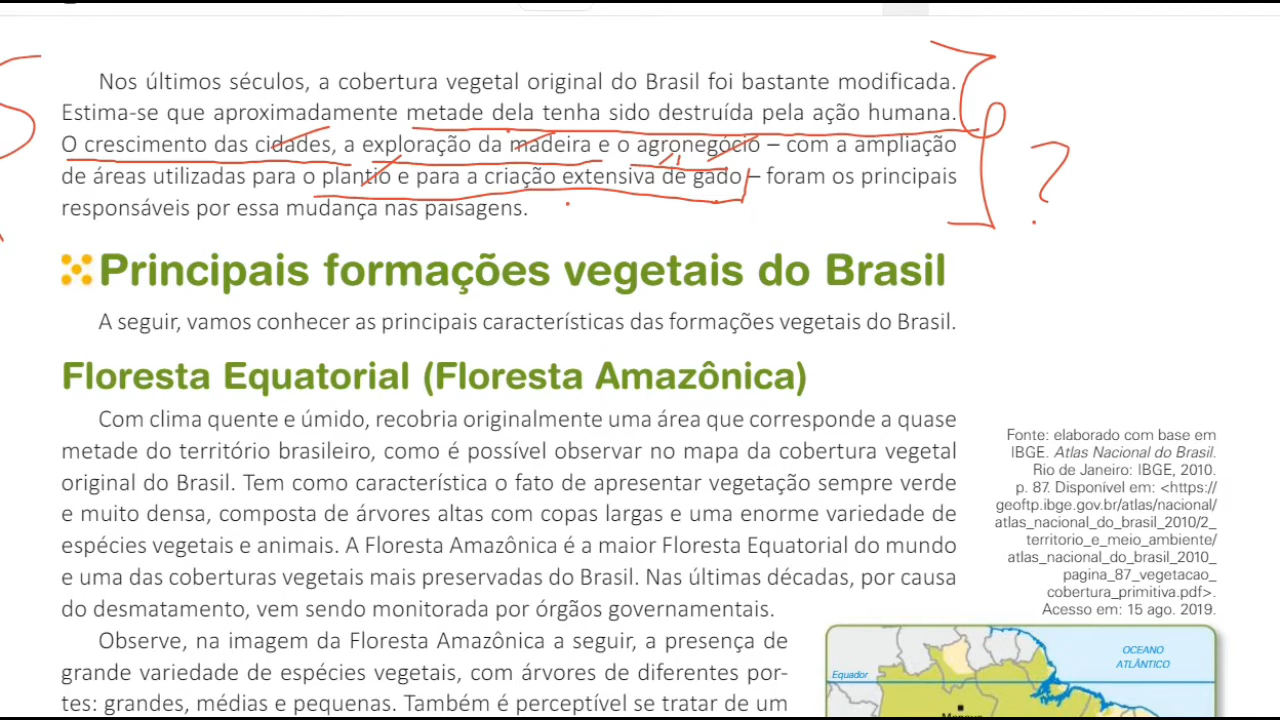 Nos últimos séculos, a cobertura vegetal original do Brasil foi bastante modificada.
Estima-se que aproximadamente metade dela tenha sido destruída pela ação humana.
O crescimento das cidades, a exploração da madeira e o agronegócio – com a ampliação
de áreas utilizadas para o plantio e para a criação extensiva de gado – foram os principais
responsáveis por essa mudança nas paisagens.
?
Principais formações vegetais do Brasil
A seguir, vamos conhecer as principais características das formações vegetais do Brasil.
Floresta Equatorial (Floresta Amazônica)
Com clima quente e úmido, recobria originalmente uma área que corresponde a quase
metade do território brasileiro, como é possível observar no mapa da cobertura vegetal
original do Brasil. Tem como característica o fato de apresentar vegetação sempre verde
e muito densa, composta de árvores altas com copas largas e uma enorme variedade de
espécies vegetais e animais. A Floresta Amazônica é a maior Floresta Equatorial do mundo
e uma das coberturas vegetais mais preservadas do Brasil. Nas últimas décadas, por causa
do desmatamento, vem sendo monitorada por órgãos governamentais.
Observe, na imagem da Floresta Amazônica a seguir, a presença de
grande variedade de espécies vegetais, com árvores de diferentes por-
tes: grandes, médias e pequenas. Também é perceptível se tratar de um
Fonte: elaborado com base em
IBGE. Atlas Nacional do Brasil.
Rio de Janeiro: IBGE, 2010.
p. 87. Disponível em: <https://
geoftp.ibge.gov.br/atlas/nacional/
atlas_nacional_do_brasil_2010/2_
territorio_e_meio_ambiente/
atlas_nacional_do_brasil_2010_
pagina_87_vegetacao_
cobertura_primitiva.pdf>.
Acesso em: 15 ago. 2019.
OCEANO
ATLÂNTICO
Equador